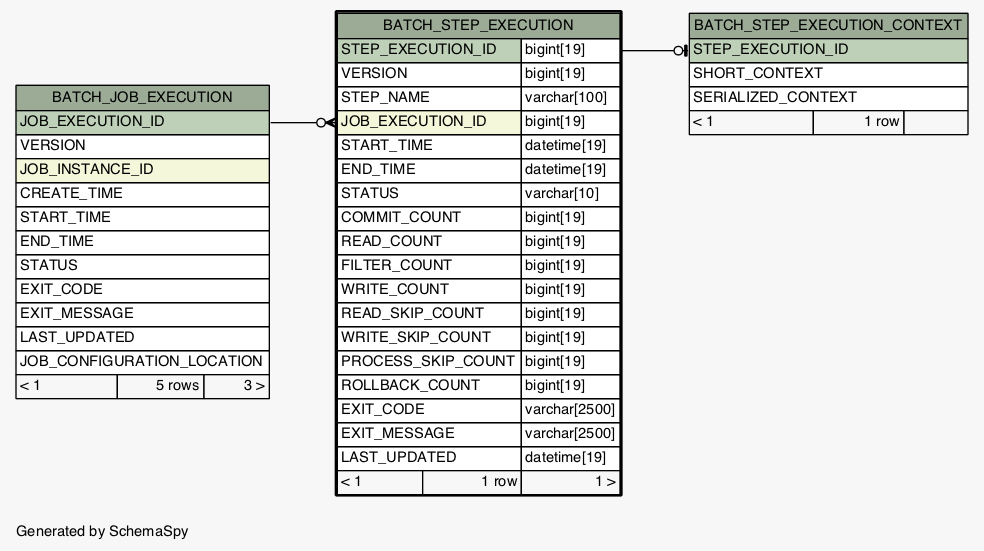 BATCH_JOB_EXECUTION
JOB_EXECUTION_ID
VERSION
JOB_INSTANCE_ID
CREATE_TIME
START_TIME
END_TIME
STATUS
EXIT_CODE
EXIT_MESSAGE
LAST_UPDATED
JOB_CONFIGURATION_LOCATION
< 1 5 rows 3 >
BATCH_STEP_EXECUTION
STEP_EXECUTION_ID bigint[19]
VERSION bigint[19]
STEP_NAME varchar[100]
JOB_EXECUTION_ID bigint[19]
START_TIME datetime[19]
END_TIME datetime[19]
STATUS varchar[10]
COMMIT_COUNT bigint[19]
READ_COUNT bigint[19]
FILTER_COUNT bigint[19]
WRITE_COUNT bigint[19]
READ_SKIP_COUNT bigint[19]
WRITE_SKIP_COUNT bigint[19]
PROCESS_SKIP_COUNT bigint[19]
ROLLBACK_COUNT bigint[19]
EXIT_CODE varchar[2500]
EXIT_MESSAGE varchar[2500]
LAST_UPDATED datetime[19]
< 1 1 row 1 >
BATCH_STEP_EXECUTION_CONTEXT
STEP_EXECUTION_ID
SHORT_CONTEXT
SERIALIZED_CONTEXT
< 1 1 row
Generated by SchemaSpy